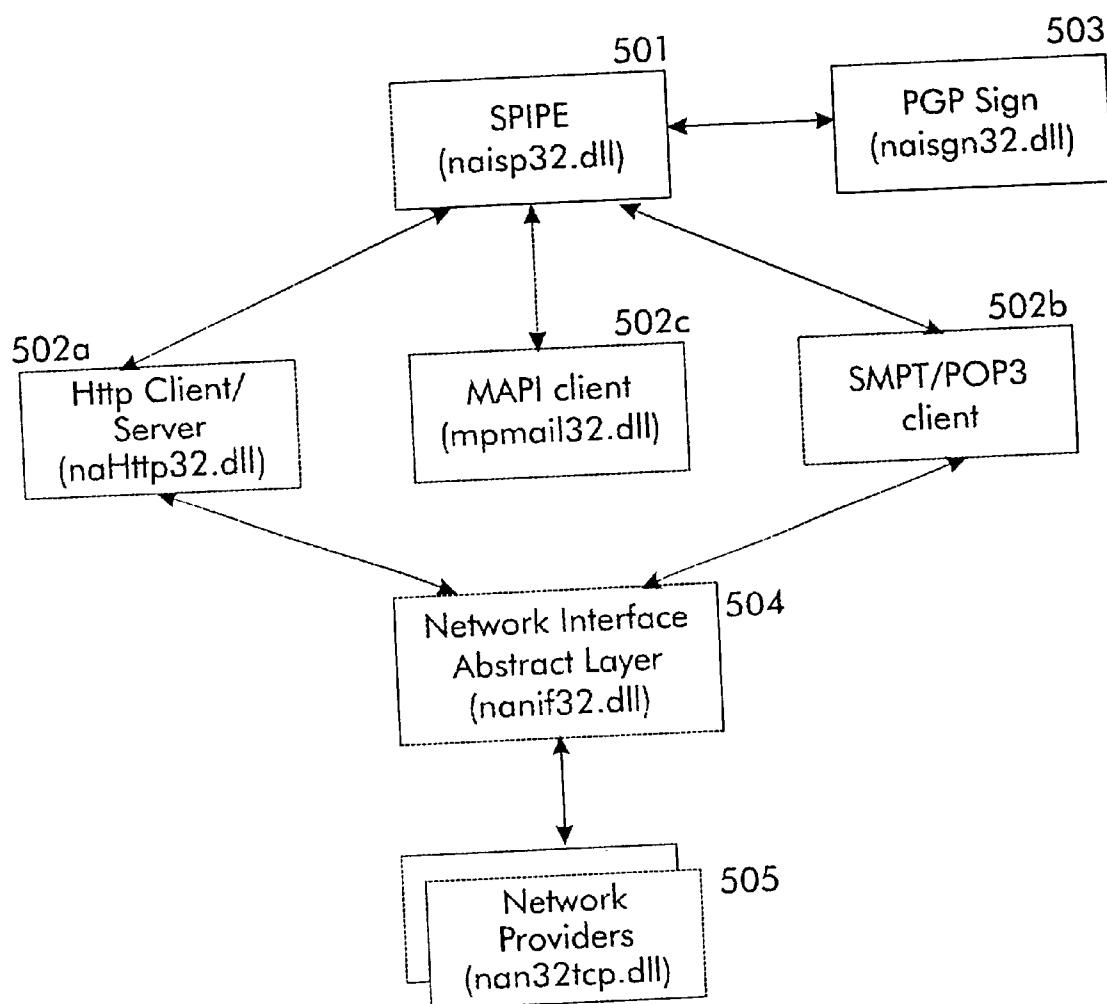 501
SPIPE
(naisp32.dll)
503
PGP Sign
(naisgn32.dll)
502a
Http Client/
Server
(naHttp32.dll)
502c
MAPI client
(mpmail32.dll)
502b
SMPT/POP3
client
504
Network Interface
Abstract Layer
(nanif32.dll)
505
Network
Providers
(nan32tcp.dll)